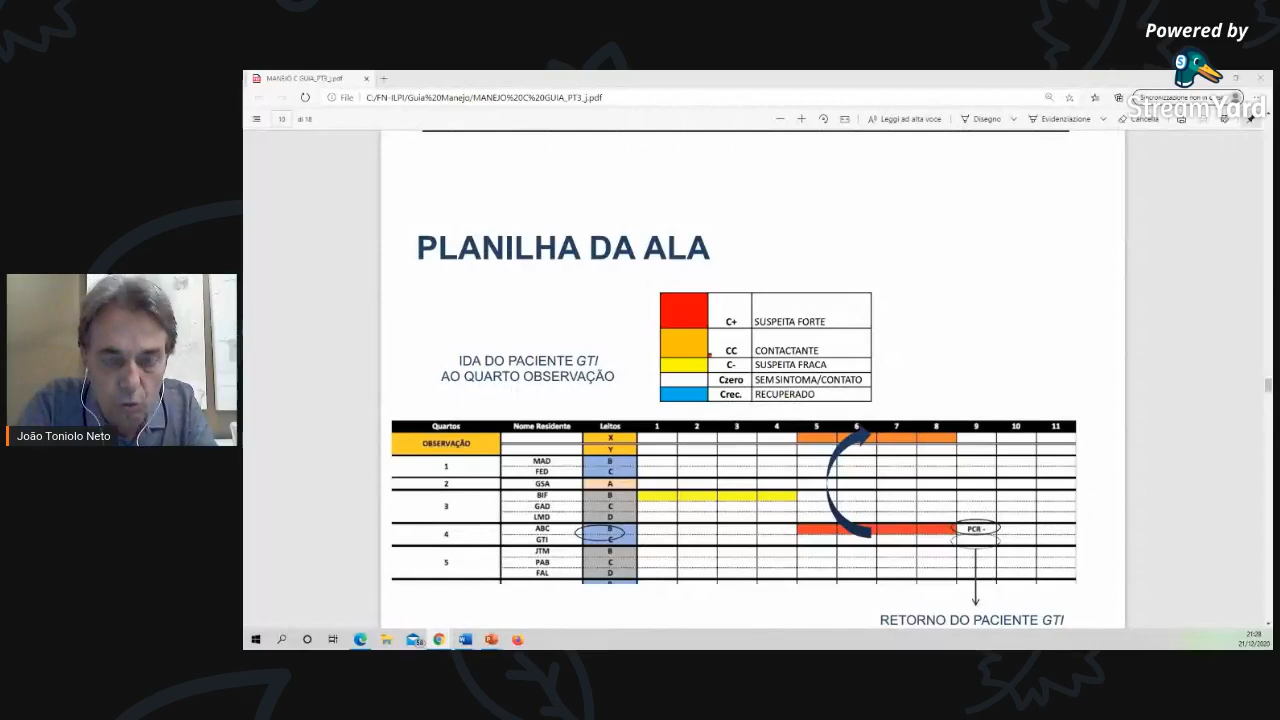 Powered by
StreamYard
MANEJO C GUIA_PT3_j.pdf
File
C:/FN-ILPI/Guia%20Manejo/MANEJO%20C%20GUIA_PT3_j.pdf
Sincronizzazione non in
10 di 18
Leggi ad alta voce
Disegno
Evidenziazione
Cancella
PLANILHA DA ALA
IDA DO PACIENTE GTI
AO QUARTO OBSERVAÇÃO
C+ SUSPEITA FORTE
CC CONTACTANTE
C- SUSPEITA FRACA
Czero SEM SINTOMA/CONTATO
Crec. RECUPERADO
Quartos Nome Residente Leitos 1 2 3 4 5 6 7 8 9 10 11
OBSERVAÇÃO X
Y
1 MAD B
FED C
2 GSA A
3 BIF B
GAD C
LMD D
4 ABC B PCR -
GTI C
5 JTM B
PAB C
FAL D
RETORNO DO PACIENTE GTI
João Toniolo Neto
21:28
21/12/2020